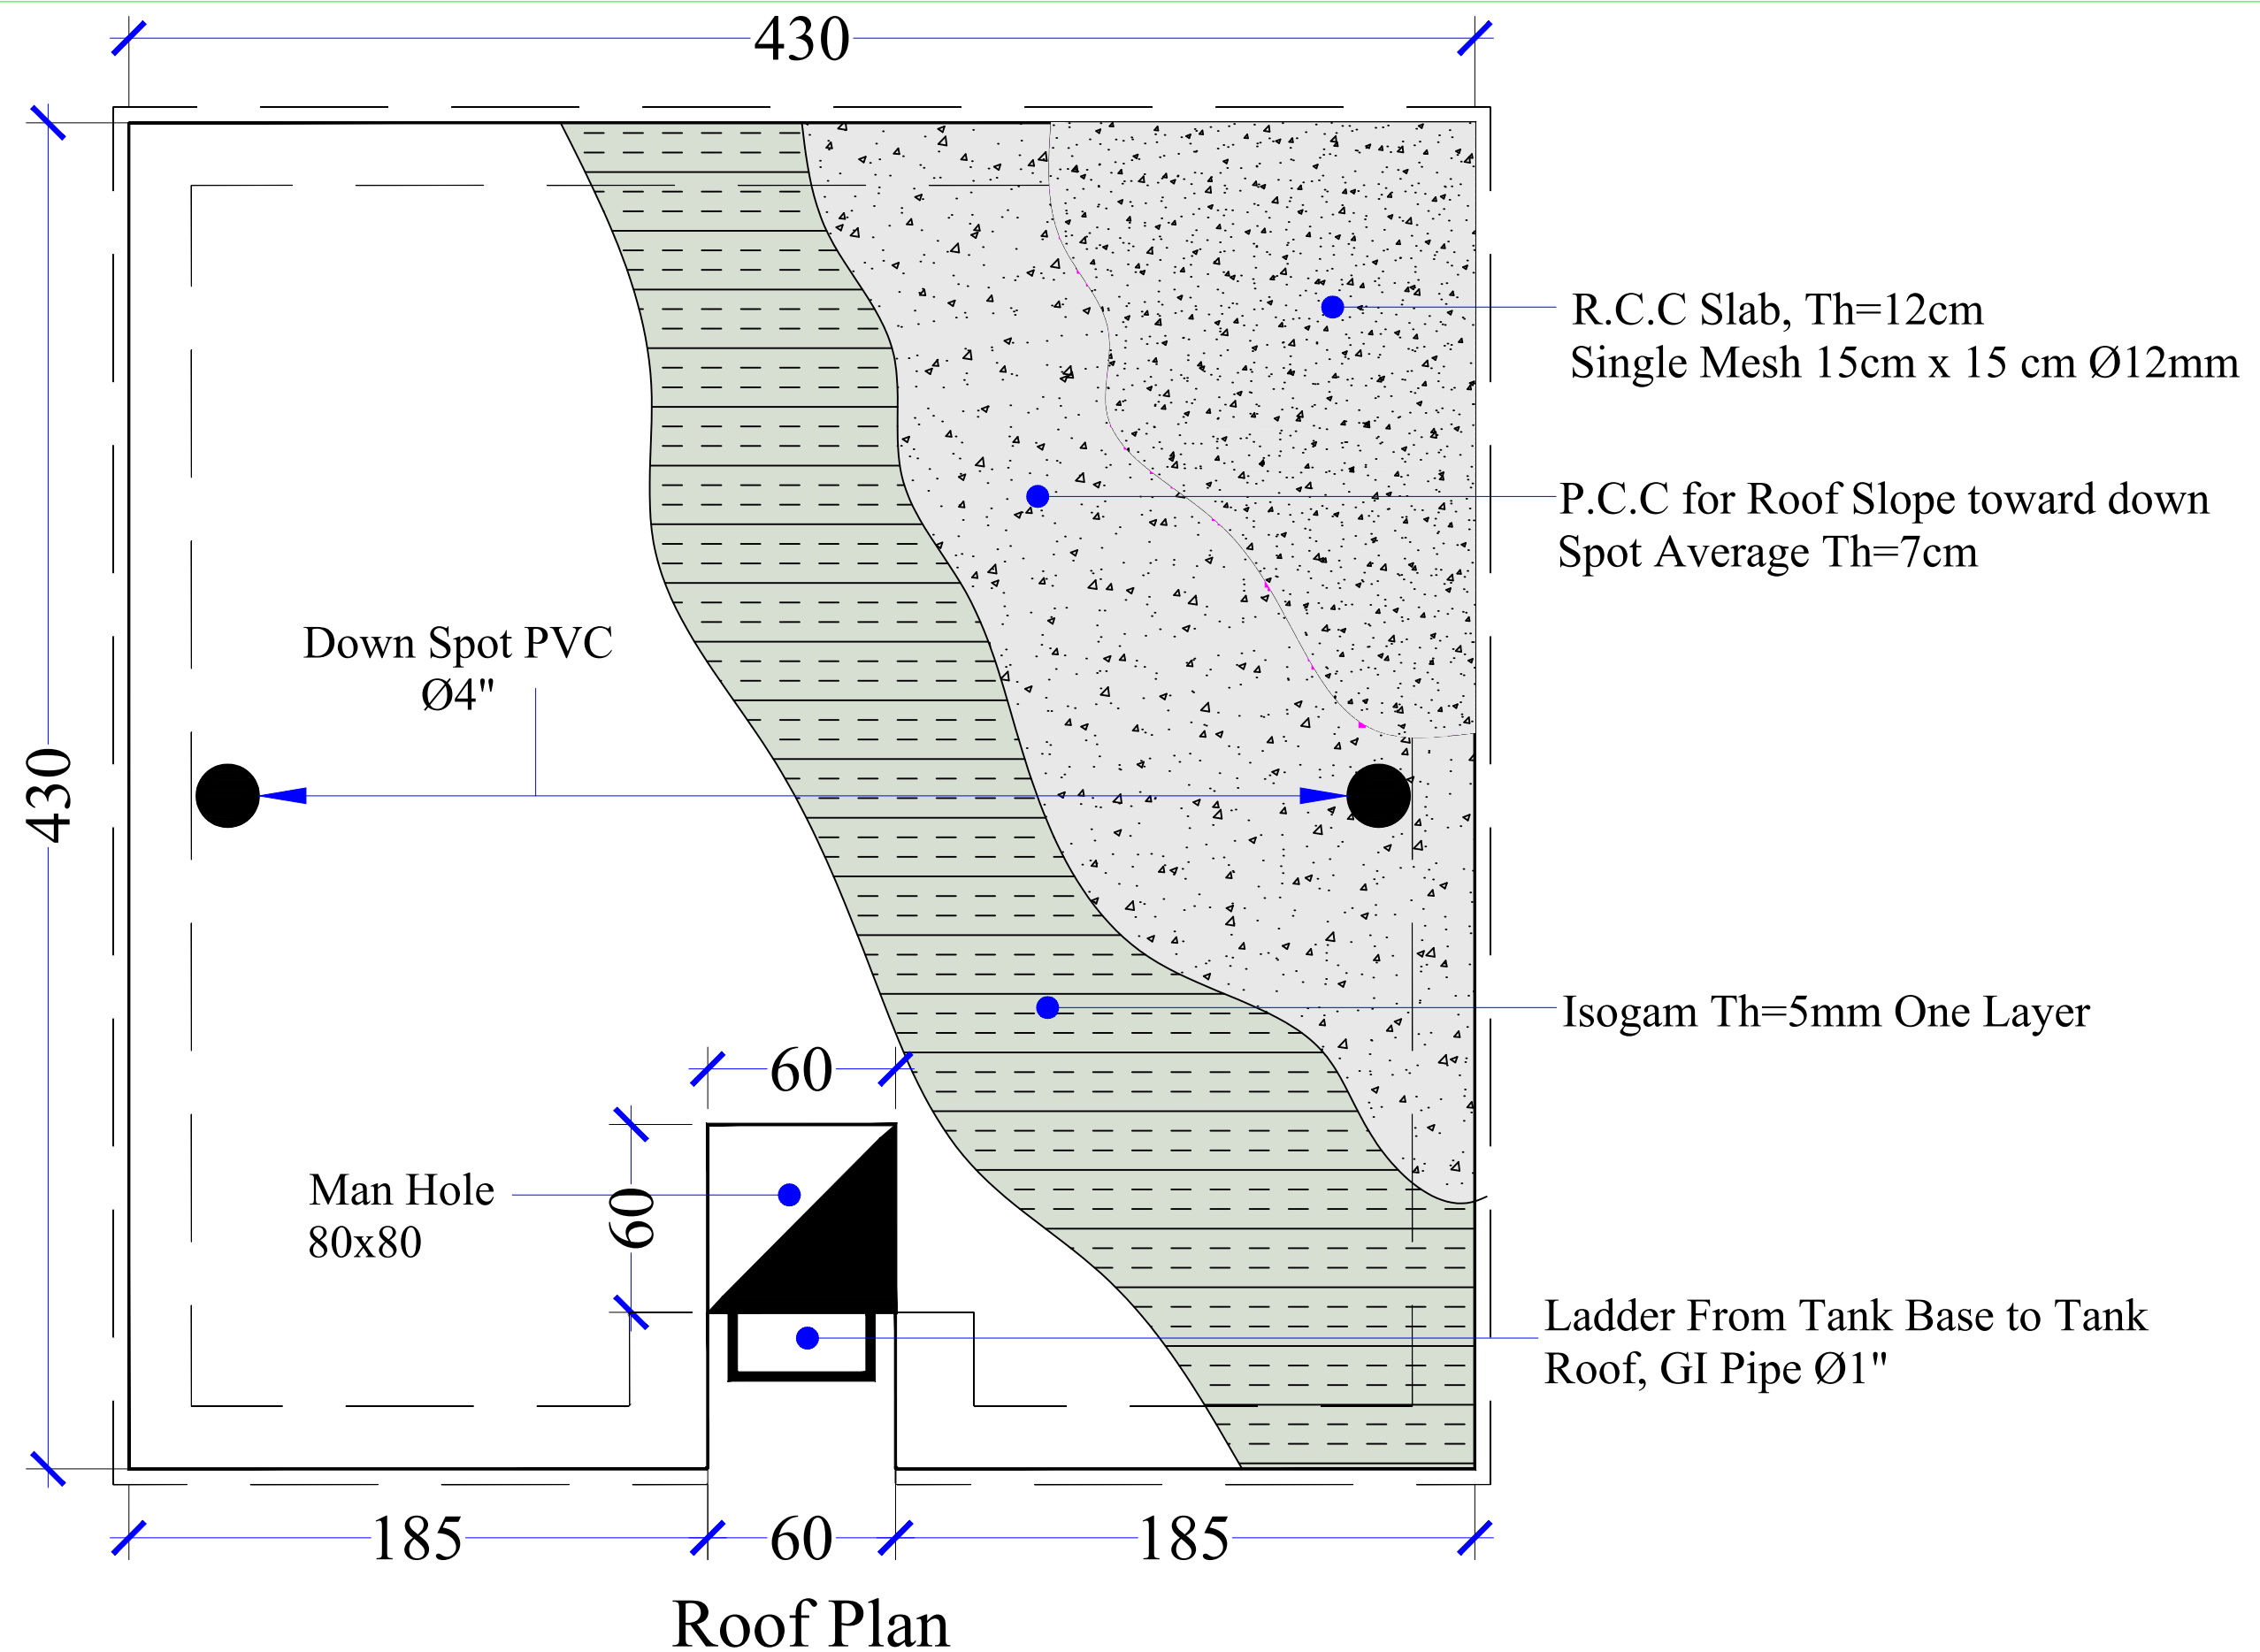 430
R.C.C Slab, Th=12cm
Single Mesh 15cm x 15 cm Ø12mm
P.C.C for Roof Slope toward down
Spot Average Th=7cm
Down Spot PVC
Ø4"
430
Isogam Th=5mm One Layer
60
Man Hole
80x80
60
Ladder From Tank Base to Tank
Roof, GI Pipe Ø1"
185
60
185
Roof Plan